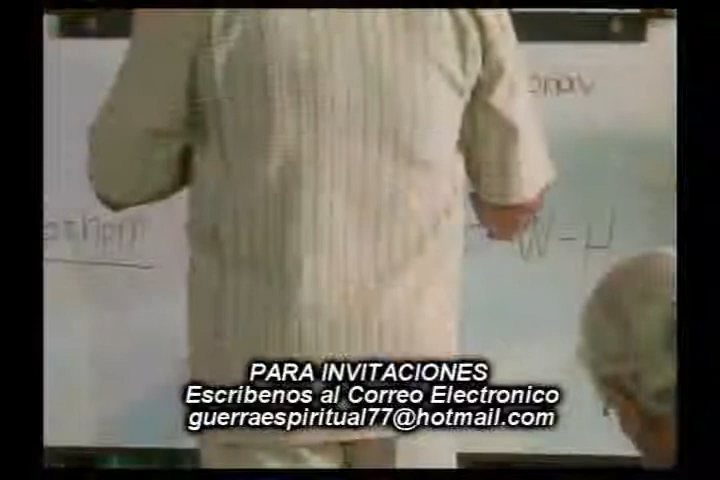 W-H
PARA INVITACIONES
Escribenos al Correo Electronico
guerraespiritual77@hotmail.com